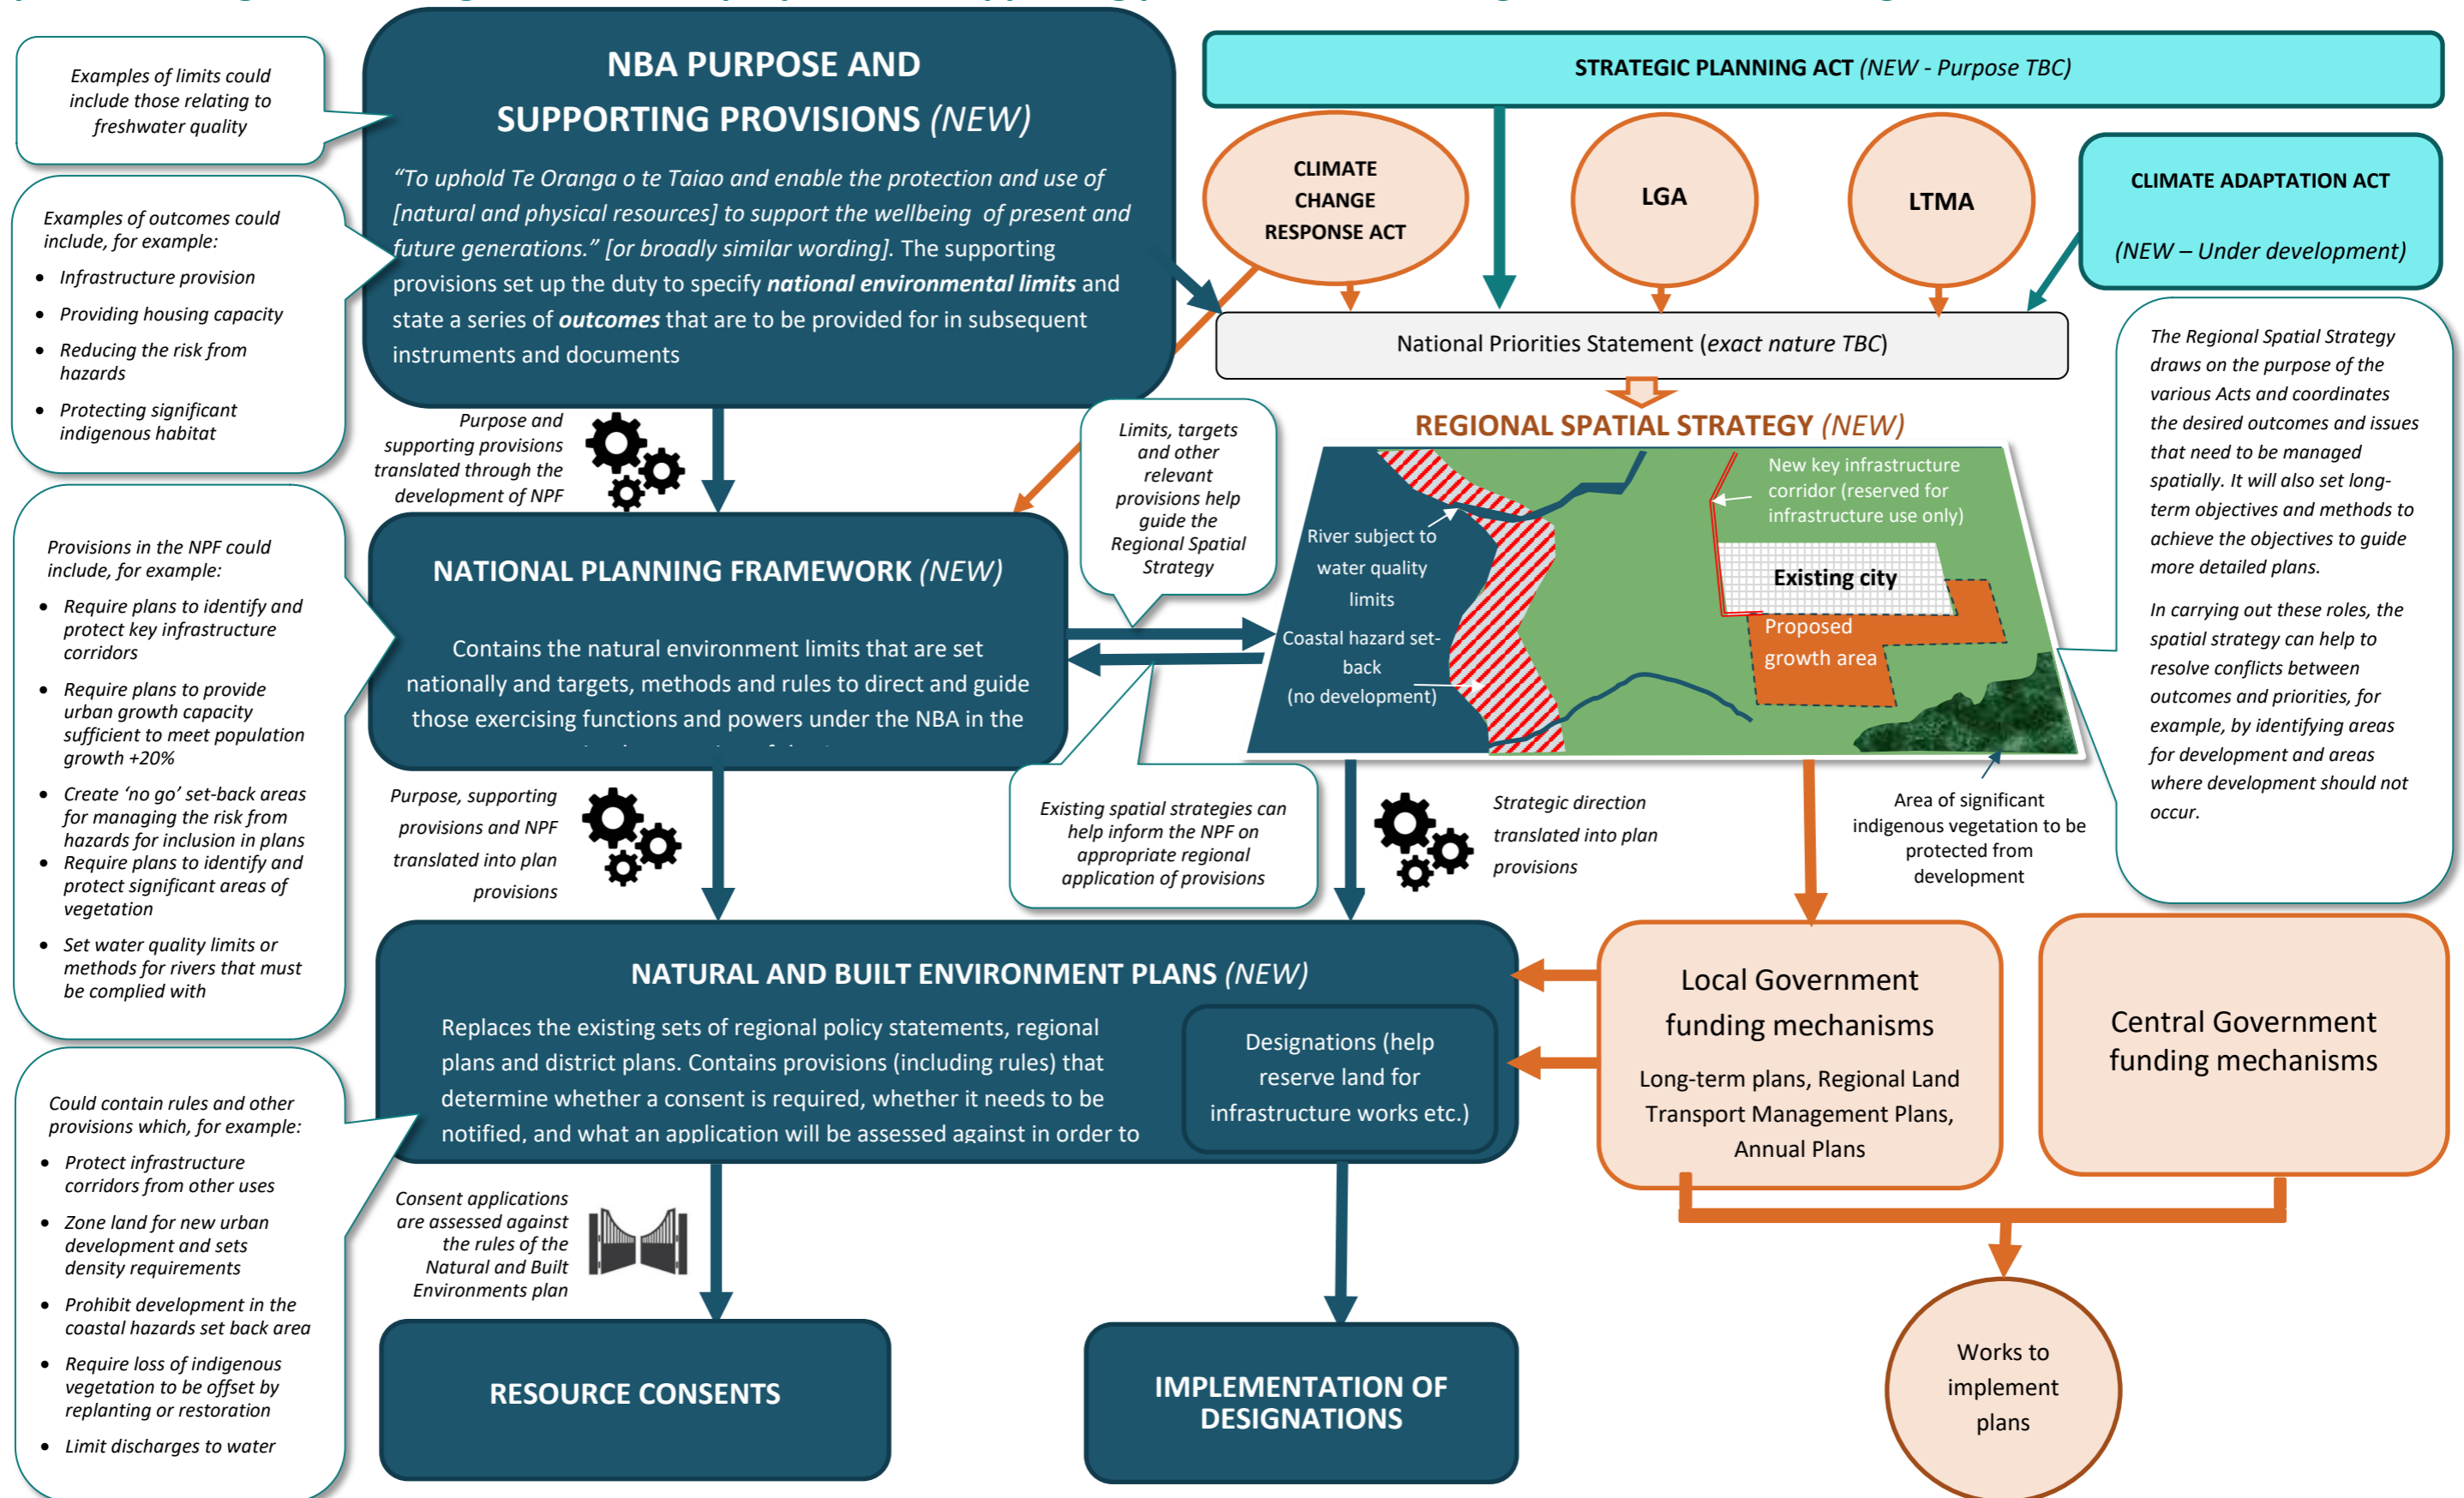 Examples of limits could
include those relating to
freshwater quality
Examples of outcomes could
include, for example:
• Infrastructure provision
• Providing housing capacity
• Reducing the risk from
hazards
• Protecting significant
indigenous habitat
Provisions in the NPF could
include, for example:
• Require plans to identify and
protect key infrastructure
corridors
• Require plans to provide
urban growth capacity
sufficient to meet population
growth +20%
• Create ‘no go’ set-back areas
for managing the risk from
hazards for inclusion in plans
• Require plans to identify and
protect significant areas of
vegetation
• Set water quality limits or
methods for rivers that must
be complied with
Could contain rules and other
provisions which, for example:
• Protect infrastructure
corridors from other uses
• Zone land for new urban
development and sets
density requirements
• Prohibit development in the
coastal hazards set back area
• Require loss of indigenous
vegetation to be offset by
replanting or restoration
• Limit discharges to water
NBA PURPOSE AND
SUPPORTING PROVISIONS (NEW)
“To uphold Te Oranga o te Taiao and enable the protection and use of
[natural and physical resources] to support the wellbeing of present and
future generations.” [or broadly similar wording]. The supporting
provisions set up the duty to specify national environmental limits and
state a series of outcomes that are to be provided for in subsequent
instruments and documents
Purpose and
supporting provisions
translated through the
development of NPF
NATIONAL PLANNING FRAMEWORK (NEW)
Contains the natural environment limits that are set
nationally and targets, methods and rules to direct and guide
those exercising functions and powers under the NBA in the
Purpose, supporting
provisions and NPF
translated into plan
provisions
NATURAL AND BUILT ENVIRONMENT PLANS (NEW)
Replaces the existing sets of regional policy statements, regional
plans and district plans. Contains provisions (including rules) that
determine whether a consent is required, whether it needs to be
notified, and what an application will be assessed against in order to
Designations (help
reserve land for
infrastructure works etc.)
Consent applications
are assessed against
the rules of the
Natural and Built
Environments plan
RESOURCE CONSENTS
IMPLEMENTATION OF
DESIGNATIONS
STRATEGIC PLANNING ACT (NEW - Purpose TBC)
CLIMATE
CHANGE
RESPONSE ACT
LGA
LTMA
CLIMATE ADAPTATION ACT
(NEW – Under development)
National Priorities Statement (exact nature TBC)
Limits, targets
and other
relevant
provisions help
guide the
Regional Spatial
Strategy
REGIONAL SPATIAL STRATEGY (NEW)
New key infrastructure
corridor (reserved for
infrastructure use only)
River subject to
water quality
limits
Existing city
Proposed
growth area
Coastal hazard set-
back
(no development)
Existing spatial strategies can
help inform the NPF on
appropriate regional
application of provisions
Strategic direction
translated into plan
provisions
Area of significant
indigenous vegetation to be
protected from
development
The Regional Spatial Strategy
draws on the purpose of the
various Acts and coordinates
the desired outcomes and issues
that need to be managed
spatially. It will also set long-
term objectives and methods to
achieve the objectives to guide
more detailed plans.
In carrying out these roles, the
spatial strategy can help to
resolve conflicts between
outcomes and priorities, for
example, by identifying areas
for development and areas
where development should not
occur.
Local Government
funding mechanisms
Long-term plans, Regional Land
Transport Management Plans,
Annual Plans
Central Government
funding mechanisms
Works to
implement
plans